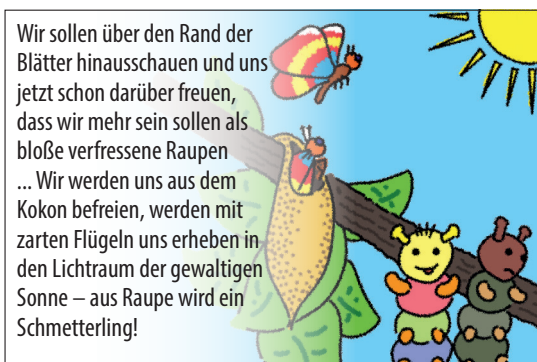 Wir sollen über den Rand der
Blätter hinausschauen und uns
jetzt schon darüber freuen,
dass wir mehr sein sollen als
bloße verfressene Raupen
... Wir werden uns aus dem
Kokon befreien, werden mit
zarten Flügeln uns erheben in
den Lichtraum der gewaltigen
Sonne – aus Raupe wird ein
Schmetterling!